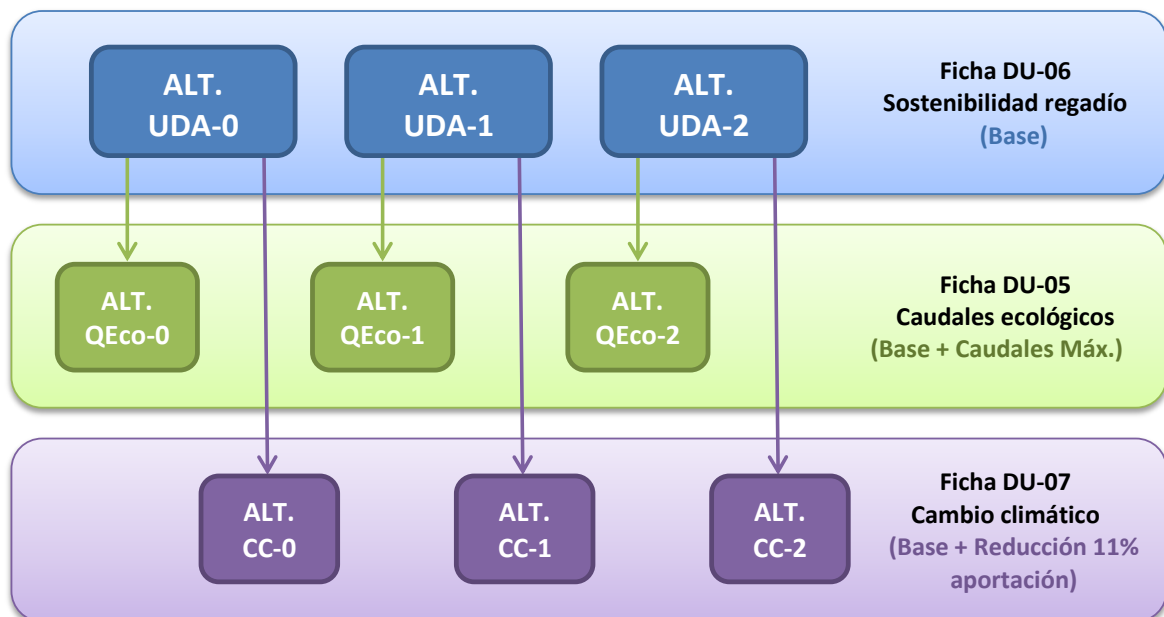 ALT.
UDA-0
ALT.
UDA-1
ALT.
UDA-2
Ficha DU-06
Sostenibilidad regadío
(Base)
ALT.
QEco-0
ALT.
QEco-1
ALT.
QEco-2
Ficha DU-05
Caudales ecológicos
(Base + Caudales Máx.)
ALT.
CC-0
ALT.
CC-1
ALT.
CC-2
Ficha DU-07
Cambio climático
(Base + Reducción 11%
aportación)